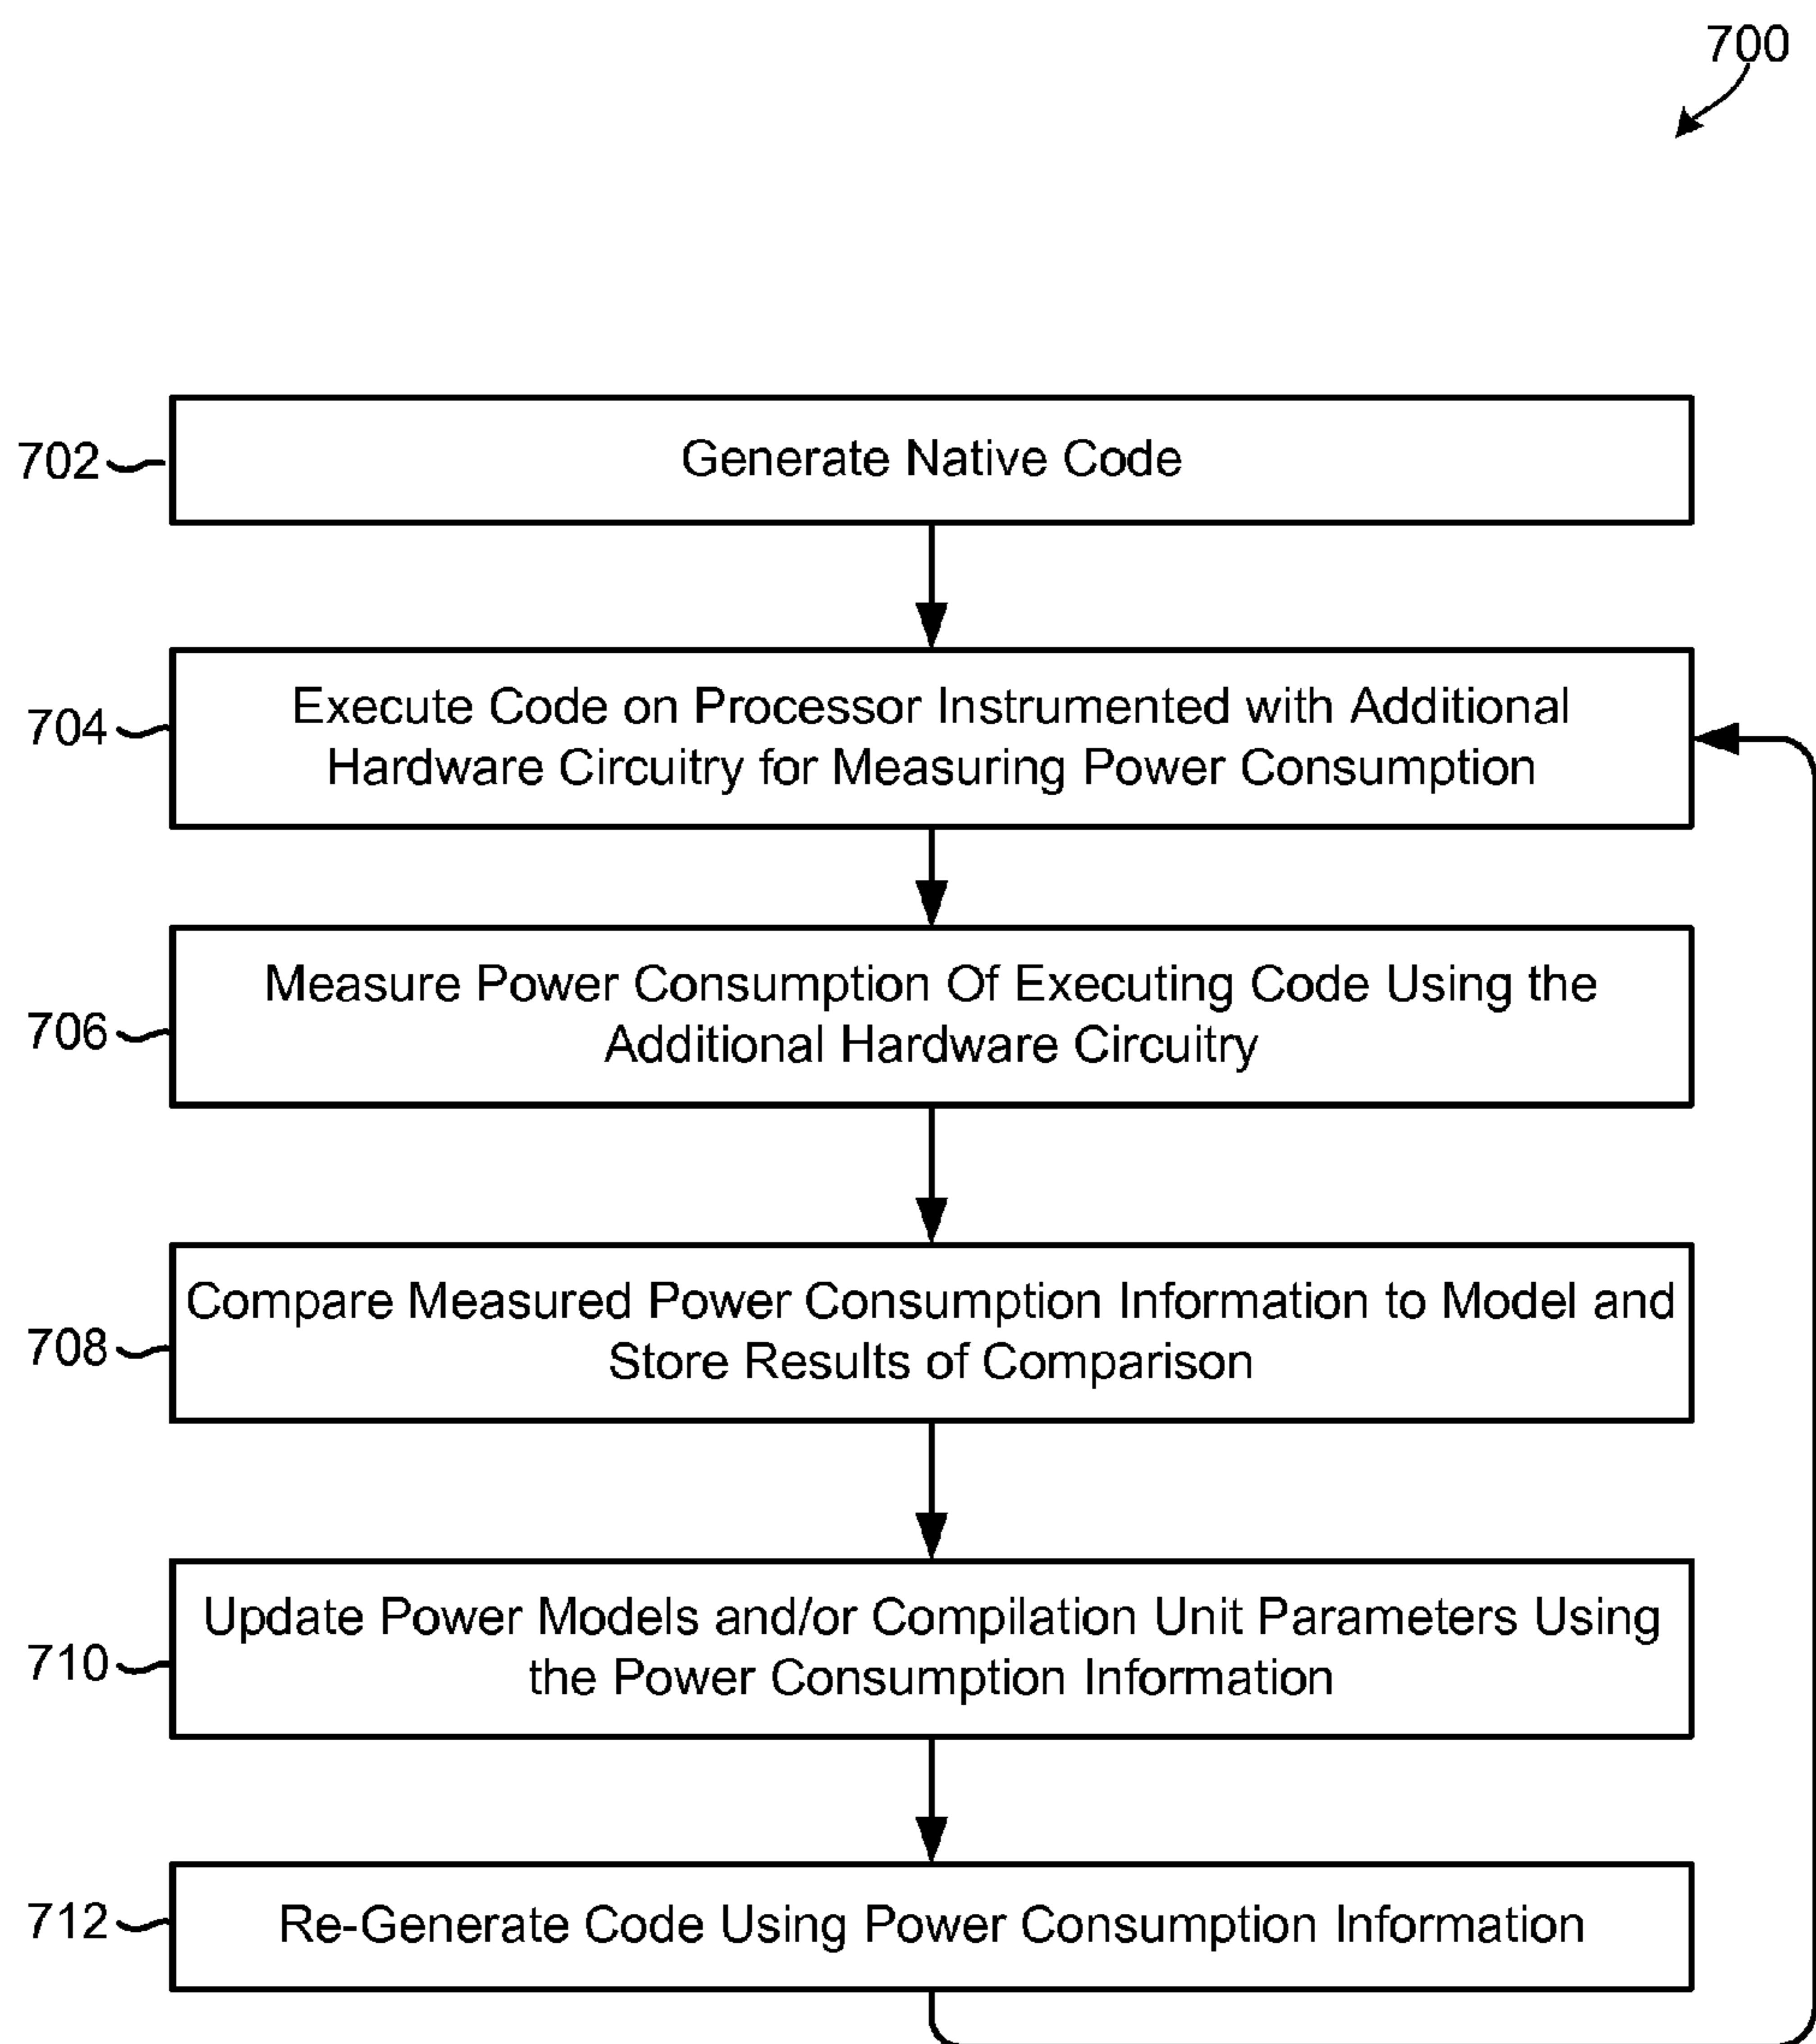 700
702
Generate Native Code
704
Execute Code on Processor Instrumented with Additional
Hardware Circuitry for Measuring Power Consumption
706
Measure Power Consumption Of Executing Code Using the
Additional Hardware Circuitry
708
Compare Measured Power Consumption Information to Model and
Store Results of Comparison
710
Update Power Models and/or Compilation Unit Parameters Using
the Power Consumption Information
712
Re-Generate Code Using Power Consumption Information